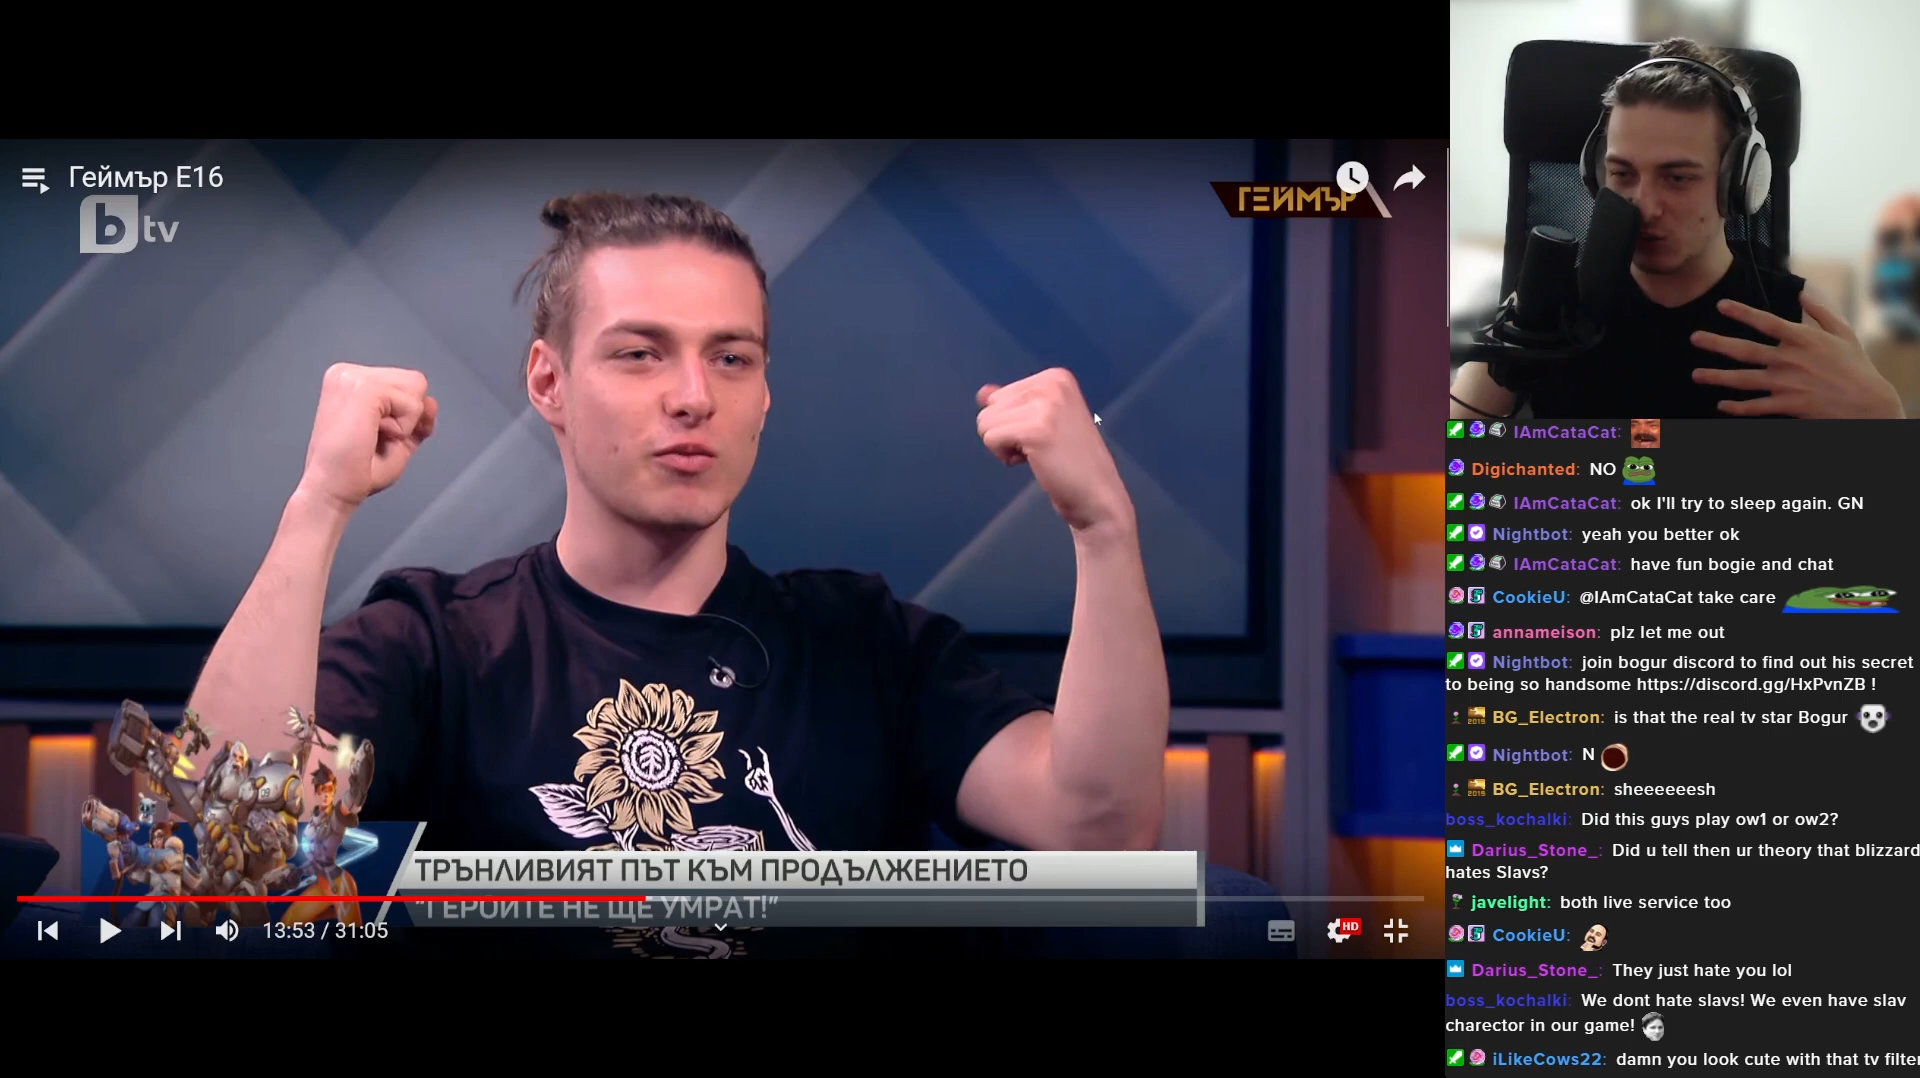 Геймър E16
btv
ГЕЙМЪР
ТРЪНЛИВИЯТ ПЪТ КЪМ ПРОДЪЛЖЕНИЕТО
"ГЕРОИТЕ НЕ ЩЕ УМРАТ!"
13:53 / 31:05
HD
IAmCataCat:
Digichanted: NO
IAmCataCat: ok I'll try to sleep again. GN
Nightbot: yeah you better ok
IAmCataCat: have fun bogie and chat
CookieU: @IAmCataCat take care
annameison: plz let me out
Nightbot: join bogur discord to find out his secret
to being so handsome https://discord.gg/HxPvnZB !
BG_Electron: is that the real tv star Bogur
Nightbot: N
BG_Electron: sheeeeeesh
boss_kochalki: Did this guys play ow1 or ow2?
Darius_Stone_: Did u tell then ur theory that blizzard
hates Slavs?
javelight: both live service too
CookieU:
Darius_Stone_: They just hate you lol
boss_kochalki: We dont hate slavs! We even have slav
charector in our game!
iLikeCows22: damn you look cute with that tv filter